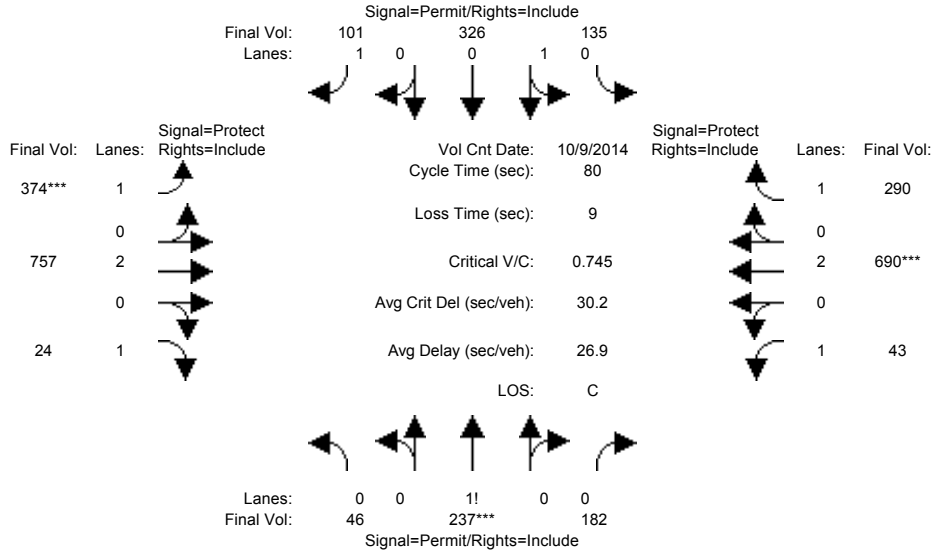 Signal=Permit/Rights=Include
Final Vol: 101 326 135
Lanes: 1 0 0 1 0
Signal=Protect Signal=Protect
Final Vol: Lanes: Rights=Include Vol Cnt Date: 10/9/2014 Rights=Include Lanes: Final Vol:
Cycle Time (sec): 80
374*** 1 1 290
Loss Time (sec): 9
0 0
757 2 Critical V/C: 0.745 2 690***
0 Avg Crit Del (sec/veh): 30.2 0
24 1 Avg Delay (sec/veh): 26.9 1 43
LOS: C
Lanes: 0 0 1! 0 0
Final Vol: 46 237*** 182
Signal=Permit/Rights=Include